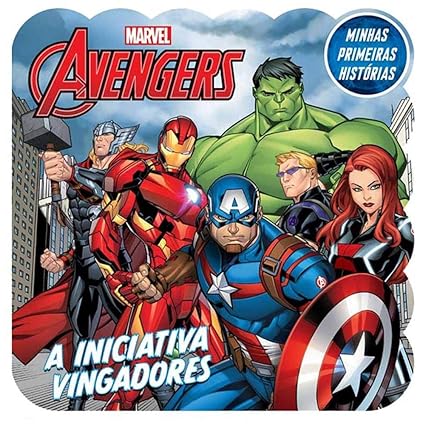 MARVEL
AVENGERS
MINHAS
PRIMEIRAS
HISTÓRIAS
A INICIATIVA
VINGADORES